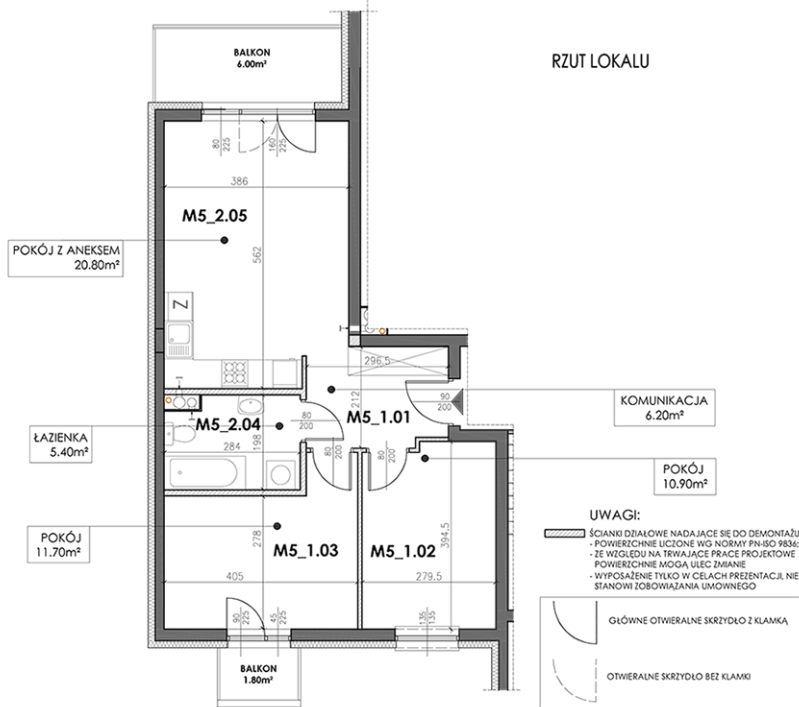 RZUT LOKALU
BALKON
6.00m²
80
225
160
225
386
M5_2.05
POKÓJ Z ANEKSEM
20.80m²
562
Z
296.5
212
90
200
KOMUNIKACJA
6.20m²
M5_1.01
80
200
M5_2.04
ŁAZIENKA
5.40m²
284
198
80
200
80
200
POKÓJ
10.90m²
POKÓJ
11.70m²
278
M5_1.03
M5_1.02
394.5
405
279.5
90
225
45
225
135
135
BALKON
1.80m²
UWAGI:
ŚCIANKI DZIAŁOWE NADAJĄCE SIĘ DO DEMONTAŻU
- POWIERZCHNIE LICZONE WG NORMY PN-ISO 9836;
- ZE WZGLĘDU NA TRWAJĄCE PRACE PROJEKTOWE
POWIERZCHNIE MOGĄ ULEC ZMIANIE
- WYPOSAŻENIE TYLKO W CELACH PREZENTACJI, NIE
STANOWI ZOBOWIĄZANIA UMOWNEGO
GŁÓWNE OTWIERALNE SKRZYDŁO Z KLAMKĄ
OTWIERALNE SKRZYDŁO BEZ KLAMKI